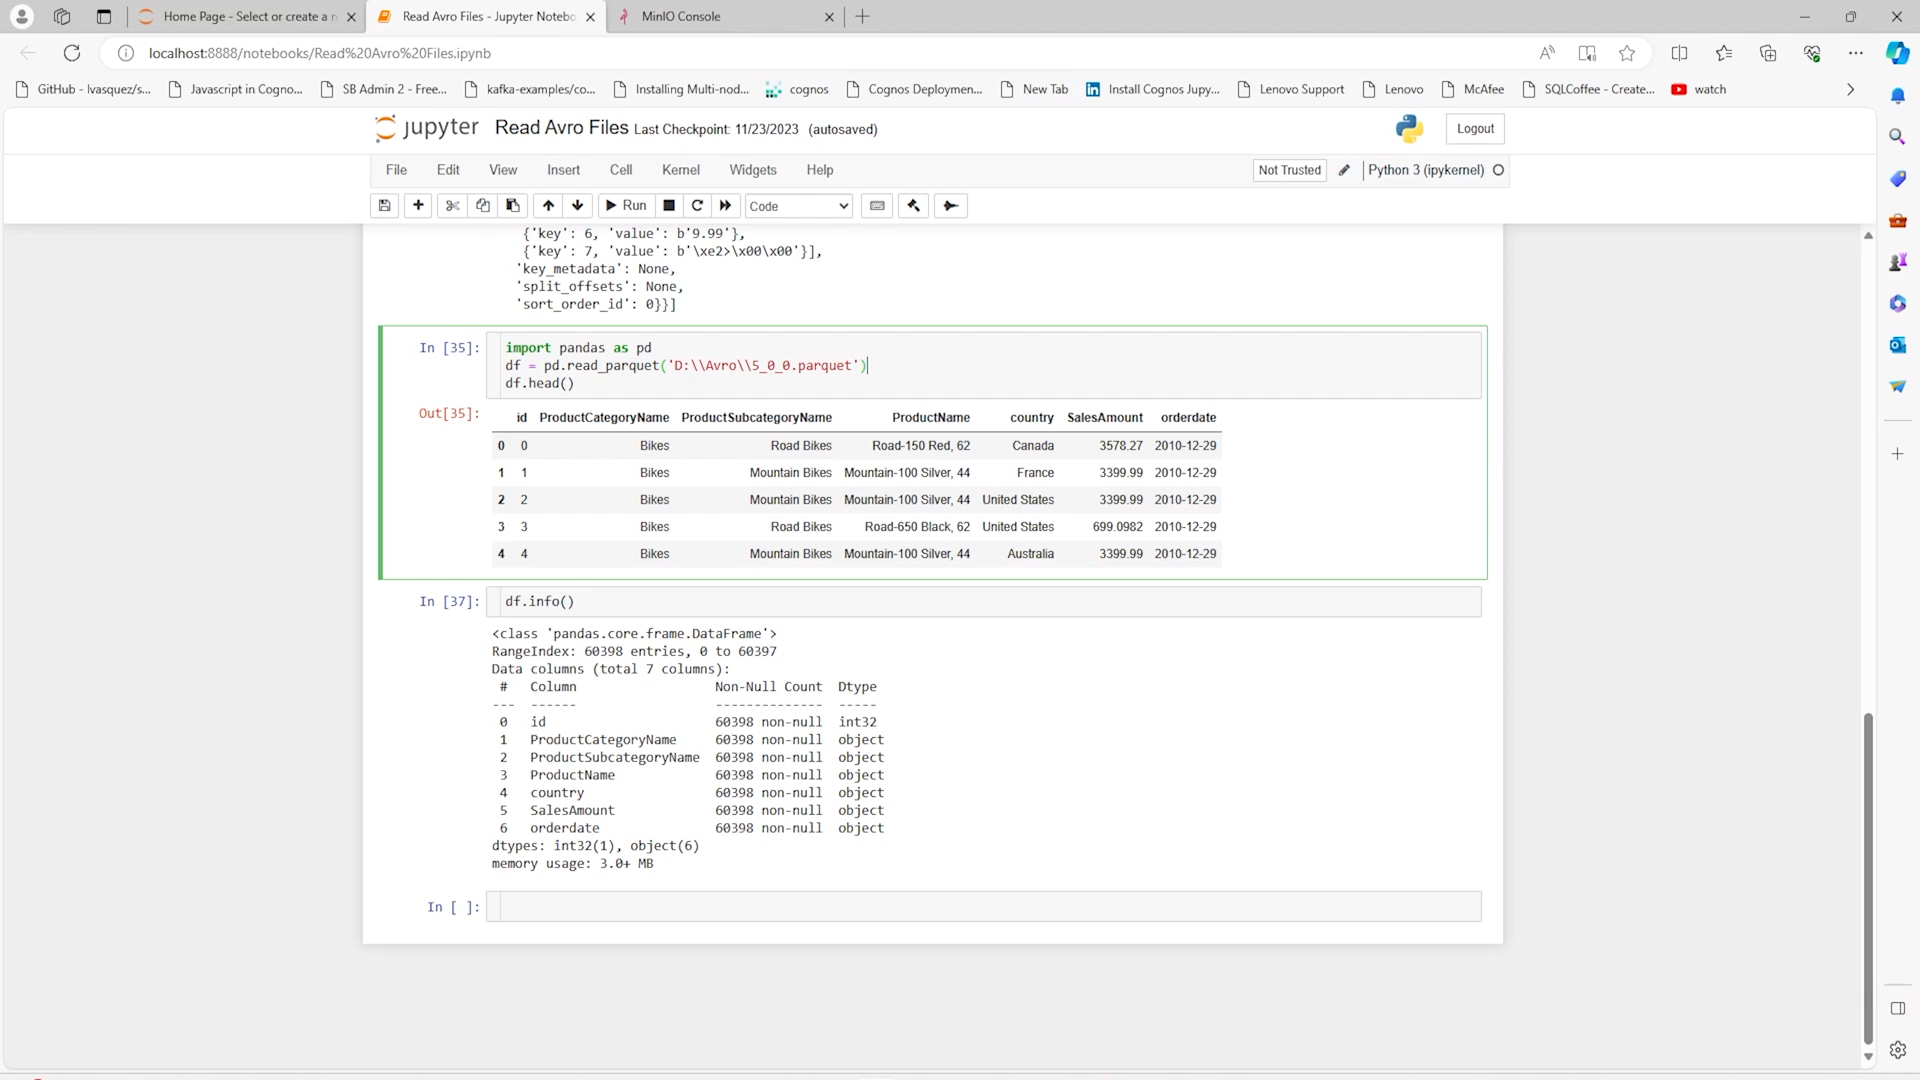 Home Page - Select or create a n
Read Avro Files - Jupyter Notebo
MinIO Console
localhost:8888/notebooks/Read%20Avro%20Files.ipynb
GitHub - lvasquez/s...
Javascript in Cogno...
SB Admin 2 - Free...
kafka-examples/co...
Installing Multi-nod...
cognos
Cognos Deploymen...
New Tab
Install Cognos Jupy...
Lenovo Support
Lenovo
McAfee
SQLCoffee - Create...
watch
jupyter Read Avro Files Last Checkpoint: 11/23/2023 (autosaved)
Logout
File Edit View Insert Cell Kernel Widgets Help
Not Trusted
Python 3 (ipykernel)
Run
Code
{'key': 6, 'value': b'9.99'},
{'key': 7, 'value': b'\xe2>\x00\x00'}],
'key_metadata': None,
'split_offsets': None,
'sort_order_id': 0}}]
In [35]:
import pandas as pd
df = pd.read_parquet('D:\\Avro\\5_0_0.parquet')
df.head()
Out[35]:
id ProductCategoryName ProductSubcategoryName ProductName country SalesAmount orderdate
0 0 Bikes Road Bikes Road-150 Red, 62 Canada 3578.27 2010-12-29
1 1 Bikes Mountain Bikes Mountain-100 Silver, 44 France 3399.99 2010-12-29
2 2 Bikes Mountain Bikes Mountain-100 Silver, 44 United States 3399.99 2010-12-29
3 3 Bikes Road Bikes Road-650 Black, 62 United States 699.0982 2010-12-29
4 4 Bikes Mountain Bikes Mountain-100 Silver, 44 Australia 3399.99 2010-12-29
In [37]: df.info()
<class 'pandas.core.frame.DataFrame'>
RangeIndex: 60398 entries, 0 to 60397
Data columns (total 7 columns):
# Column Non-Null Count Dtype
--- ------ -------------- -----
0 id 60398 non-null int32
1 ProductCategoryName 60398 non-null object
2 ProductSubcategoryName 60398 non-null object
3 ProductName 60398 non-null object
4 country 60398 non-null object
5 SalesAmount 60398 non-null object
6 orderdate 60398 non-null object
dtypes: int32(1), object(6)
memory usage: 3.0+ MB
In [ ]: